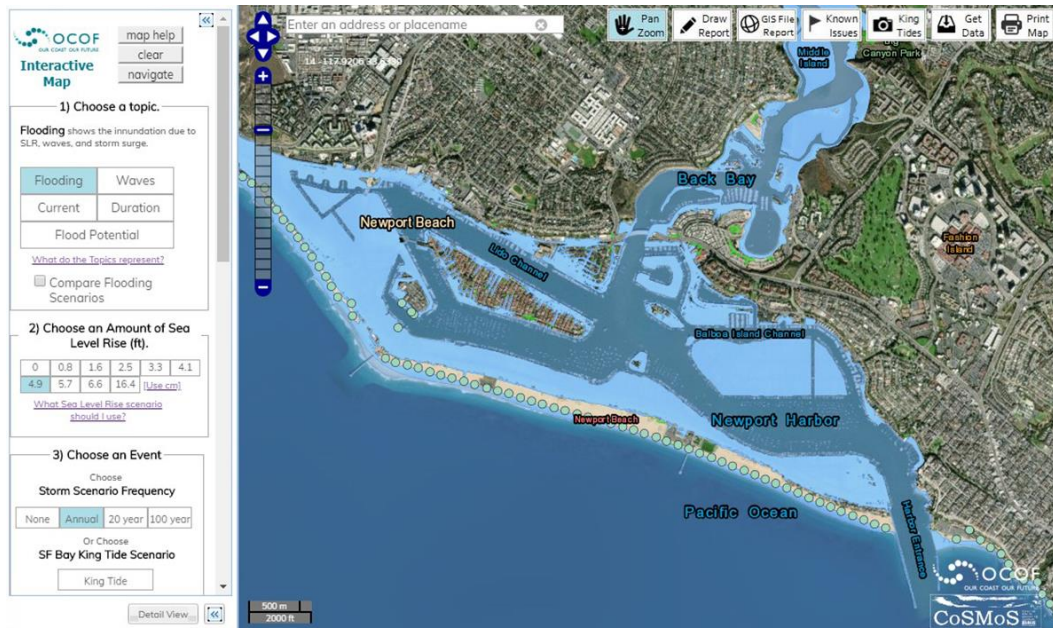 OCOF
OUR COAST OUR FUTURE
Interactive
Map
map help
clear
navigate
1) Choose a topic.
Flooding shows the innundation due to
SLR, waves, and storm surge.
Flooding Waves
Current Duration
Flood Potential
What do the Topics represent?
Compare Flooding
Scenarios
2) Choose an Amount of Sea
Level Rise (ft).
0 0.8 1.6 2.5 3.3 4.1
4.9 5.7 6.6 16.4 [Use cm]
What Sea Level Rise scenario
should I use?
3) Choose an Event
Choose
Storm Scenario Frequency
None Annual 20 year 100 year
Or Choose
SF Bay King Tide Scenario
King Tide
Detail View
Enter an address or placename
Pan
Zoom
Draw
Report
GIS File
Report
Known
Issues
King
Tides
Get
Data
Print
Map
Middle
Island
Canyon Park
Back Bay
Newport Beach
Lido Channel
Fashion
Island
Balboa Island Channel
Newport Beach
Newport Harbor
Pacific Ocean
Harbor Entrance
500 m
2000 ft
OCOF
OUR COAST OUR FUTURE
CoSMoS